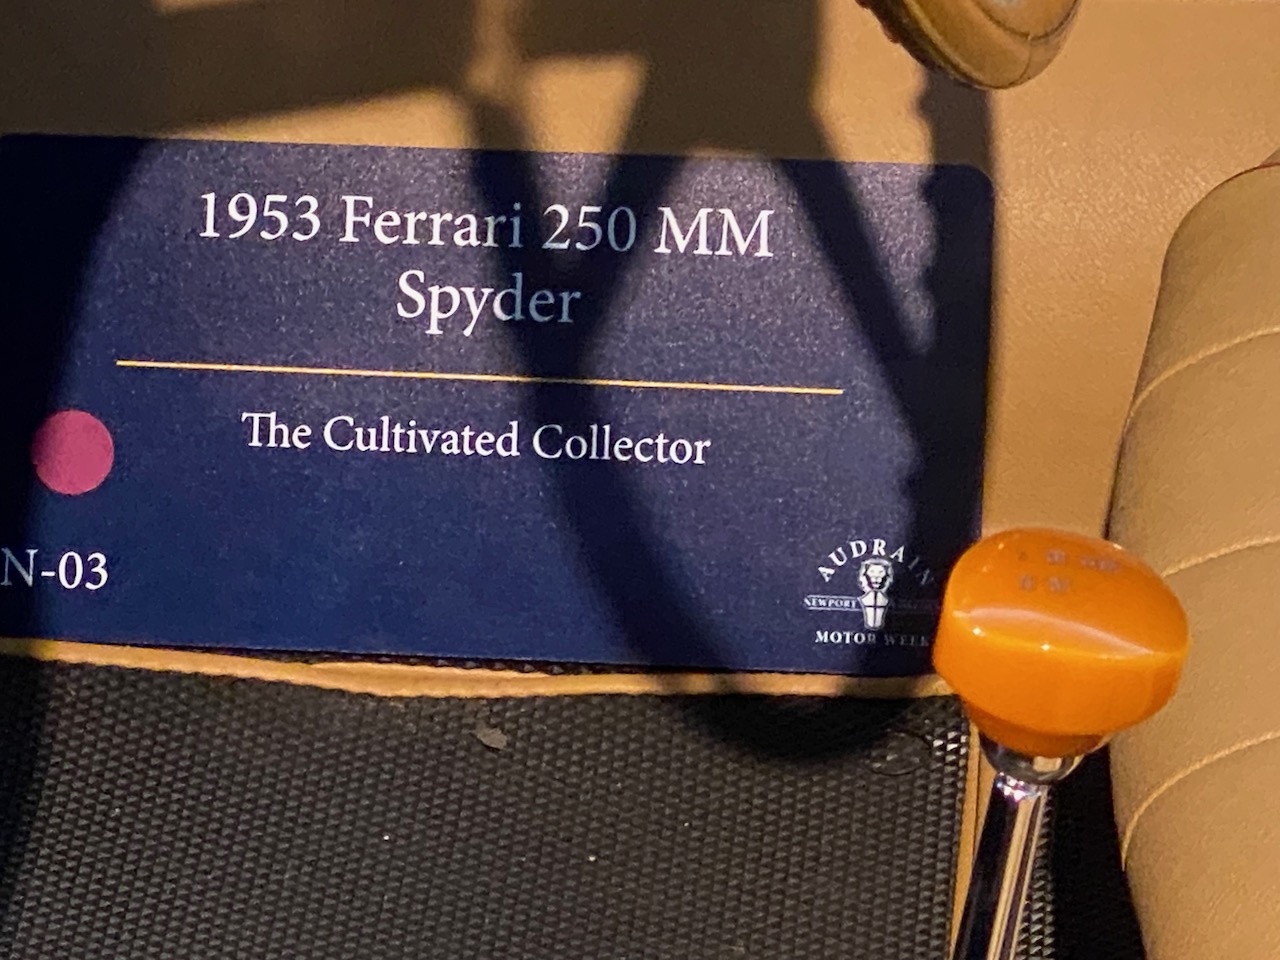 1953 Ferrari 250 MM
Spyder
The Cultivated Collector
N-03
AUDRAIN
NEWPORT
MOTOR WEEK